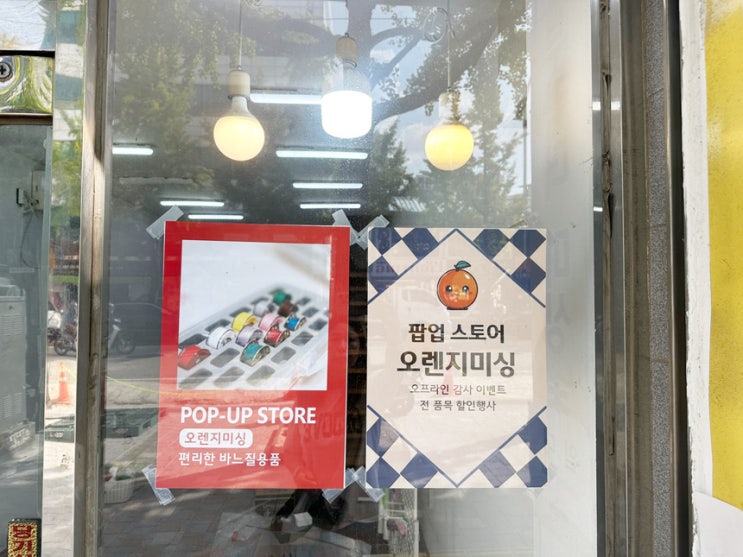 POP-UP STORE
오렌지미싱
편리한 바느질용품
팝업 스토어
오렌지미싱
오프라인 감사 이벤트
전 품목 할인행사